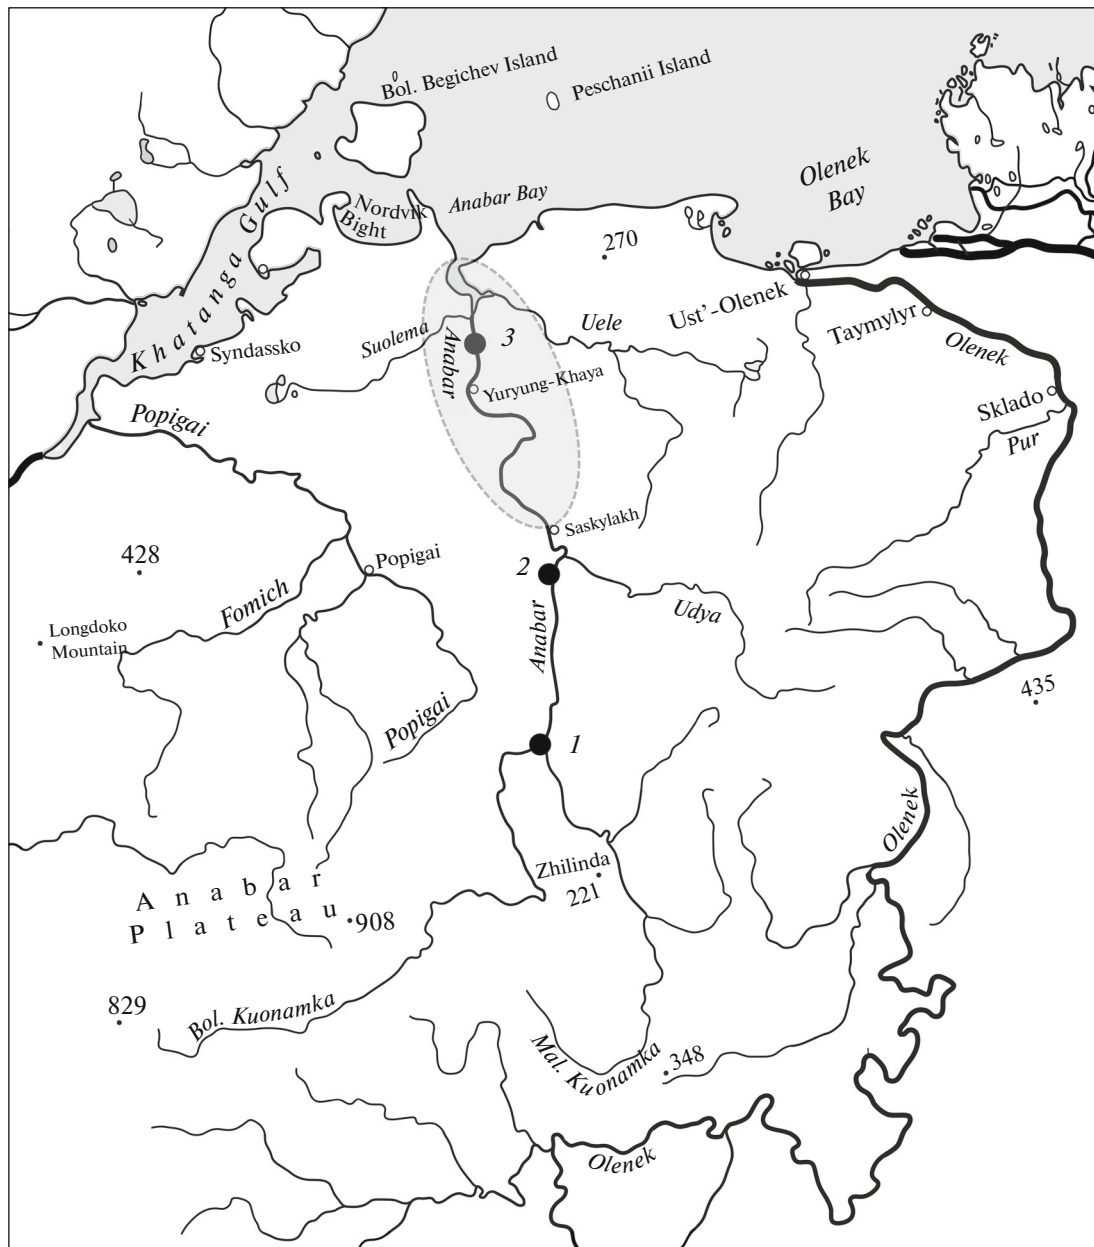 Bol. Begichev Island
Peschanii Island
Olenek
Bay
Khatanga Gulf
Nordvik
Bight
Anabar Bay
270
Ust’-Olenek
Taymylyr
Olenek
Syndassko
Suolema
Anabar
3
Uele
Yuryung-Khaya
Sklado
Pur
Popigai
Saskylakh
428
Popigai
2
Fomich
Longdoko
Mountain
Anabar
Udya
435
Popigai
1
Olenek
Zhilinda
221
Anabar
Plateau
908
829
Bol. Kuonamka
Mal. Kuonamka
348
Olenek